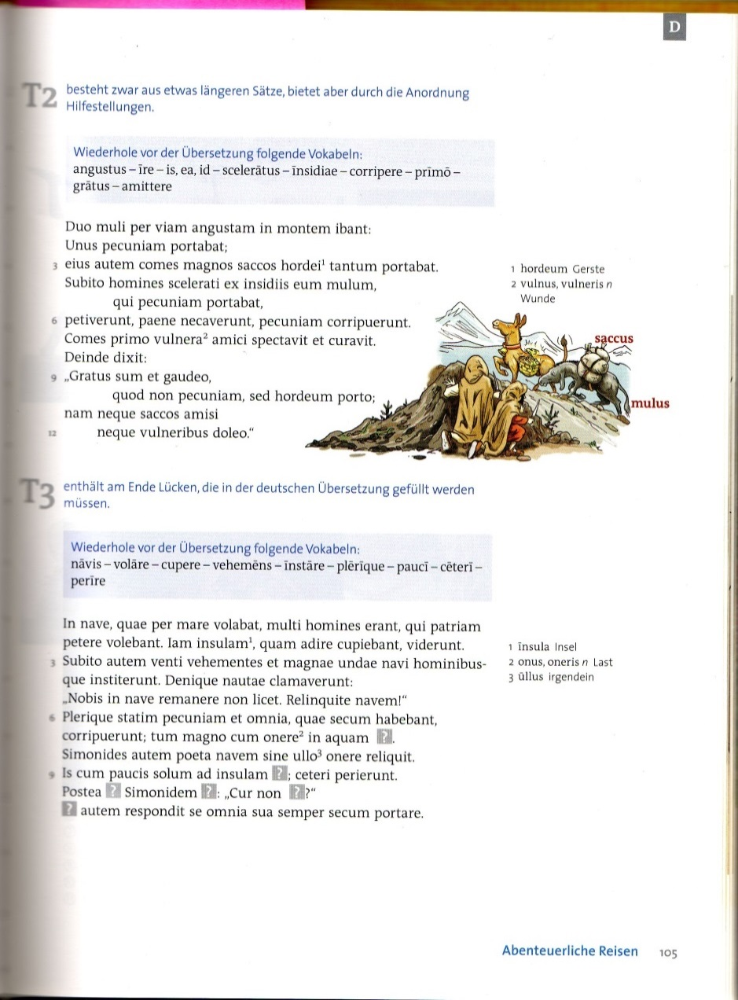 D
T2 besteht zwar aus etwas längeren Sätze, bietet aber durch die Anordnung
Hilfestellungen.
Wiederhole vor der Übersetzung folgende Vokabeln:
angustus – īre – is, ea, id – scelerātus – īnsidiae – corripere – prīmō –
grātus – amittere
Duo muli per viam angustam in montem ibant:
Unus pecuniam portabat;
3 eius autem comes magnos saccos hordei¹ tantum portabat.
Subito homines scelerati ex insidiis eum mulum,
qui pecuniam portabat,
6 petiverunt, paene necaverunt, pecuniam corripuerunt.
Comes primo vulnera² amici spectavit et curavit.
Deinde dixit:
9 „Gratus sum et gaudeo,
quod non pecuniam, sed hordeum porto;
nam neque saccos amisi
12 neque vulneribus doleo.“
1 hordeum Gerste
2 vulnus, vulneris n
Wunde
saccus
mulus
T3 enthält am Ende Lücken, die in der deutschen Übersetzung gefüllt werden
müssen.
Wiederhole vor der Übersetzung folgende Vokabeln:
nāvis – volāre – cupere – vehemēns – īnstāre – plērīque – paucī – cēterī –
perīre
In nave, quae per mare volabat, multi homines erant, qui patriam
petere volebant. Iam insulam¹, quam adire cupiebant, viderunt.
3 Subito autem venti vehementes et magnae undae navi hominibus-
que institerunt. Denique nautae clamaverunt:
„Nobis in nave remanere non licet. Relinquite navem!“
6 Plerique statim pecuniam et omnia, quae secum habebant,
corripuerunt; tum magno cum onere² in aquam ?.
Simonides autem poeta navem sine ullo³ onere reliquit.
9 Is cum paucis solum ad insulam ?; ceteri perierunt.
Postea ? Simonidem ?: „Cur non ??“
? autem respondit se omnia sua semper secum portare.
1 īnsula Insel
2 onus, oneris n Last
3 ūllus irgendein
Abenteuerliche Reisen 105